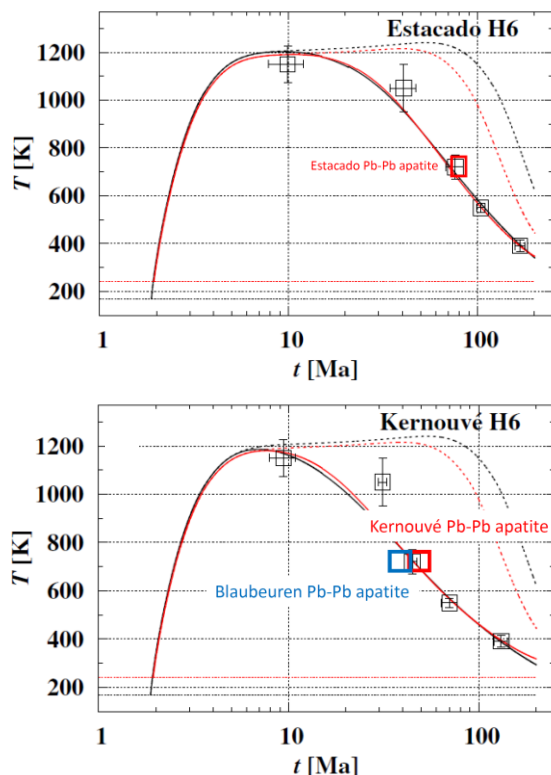 Estacado H6
1200
1000
800
600
400
200
T [K]
Estacado Pb-Pb apatite
1
10
100
t [Ma]
Kernouvé H6
1200
1000
800
600
400
200
T [K]
Kernouvé Pb-Pb apatite
Blaubeuren Pb-Pb apatite
1
10
100
t [Ma]